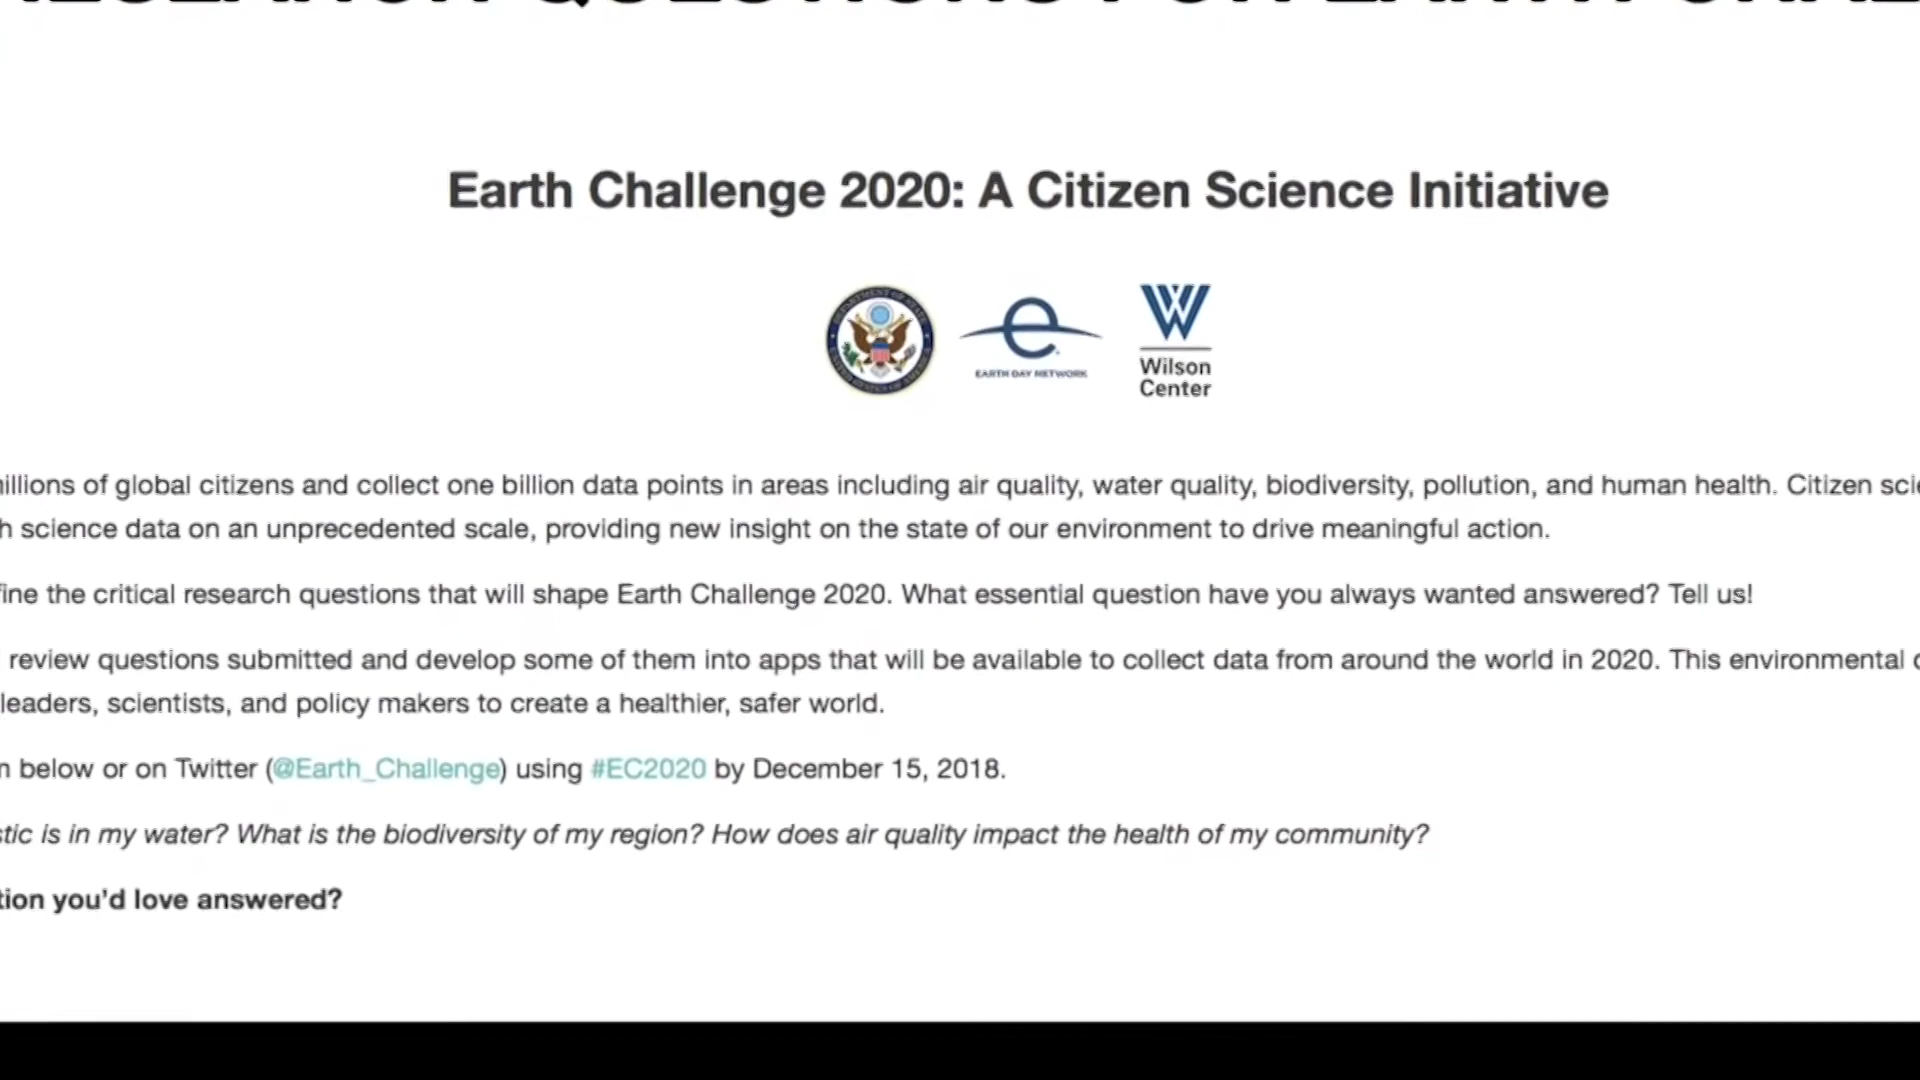 RESEARCH QUESTIONS FOR EARTH
Earth Challenge 2020: A Citizen Science Initiative
EARTH DAY NETWORK
Wilson
Center
illions of global citizens and collect one billion data points in areas including air quality, water quality, biodiversity, pollution, and human health. Citizen scie
h science data on an unprecedented scale, providing new insight on the state of our environment to drive meaningful action.
fine the critical research questions that will shape Earth Challenge 2020. What essential question have you always wanted answered? Tell us!
review questions submitted and develop some of them into apps that will be available to collect data from around the world in 2020. This environmental
leaders, scientists, and policy makers to create a healthier, safer world.
n below or on Twitter (@Earth_Challenge) using #EC2020 by December 15, 2018.
stic is in my water? What is the biodiversity of my region? How does air quality impact the health of my community?
tion you'd love answered?